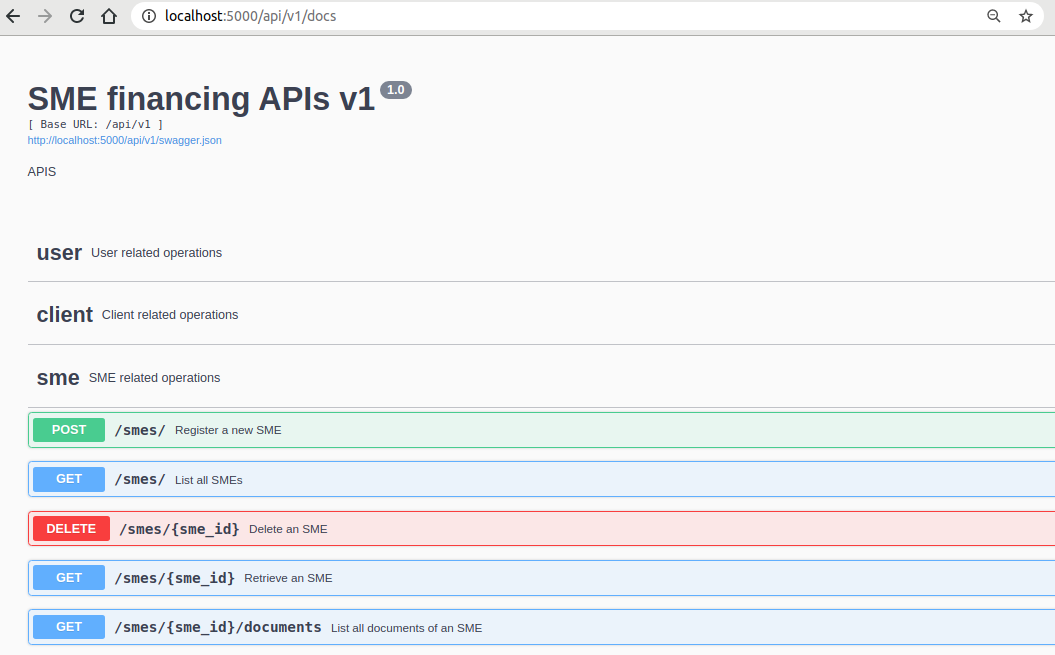 localhost:5000/api/v1/docs
SME financing APIs v1 1.0
[ Base URL: /api/v1 ]
http://localhost:5000/api/v1/swagger.json
APIS
user User related operations
client Client related operations
sme SME related operations
POST /smes/ Register a new SME
GET /smes/ List all SMEs
DELETE /smes/{sme_id} Delete an SME
GET /smes/{sme_id} Retrieve an SME
GET /smes/{sme_id}/documents List all documents of an SME